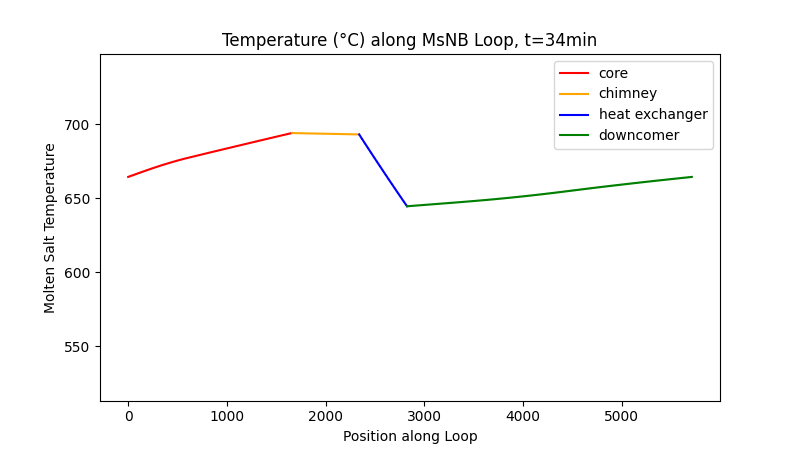 Temperature (°C) along MsNB Loop, t=34min
core
chimney
heat exchanger
downcomer
Molten Salt Temperature
700
650
600
550
0 1000 2000 3000 4000 5000
Position along Loop